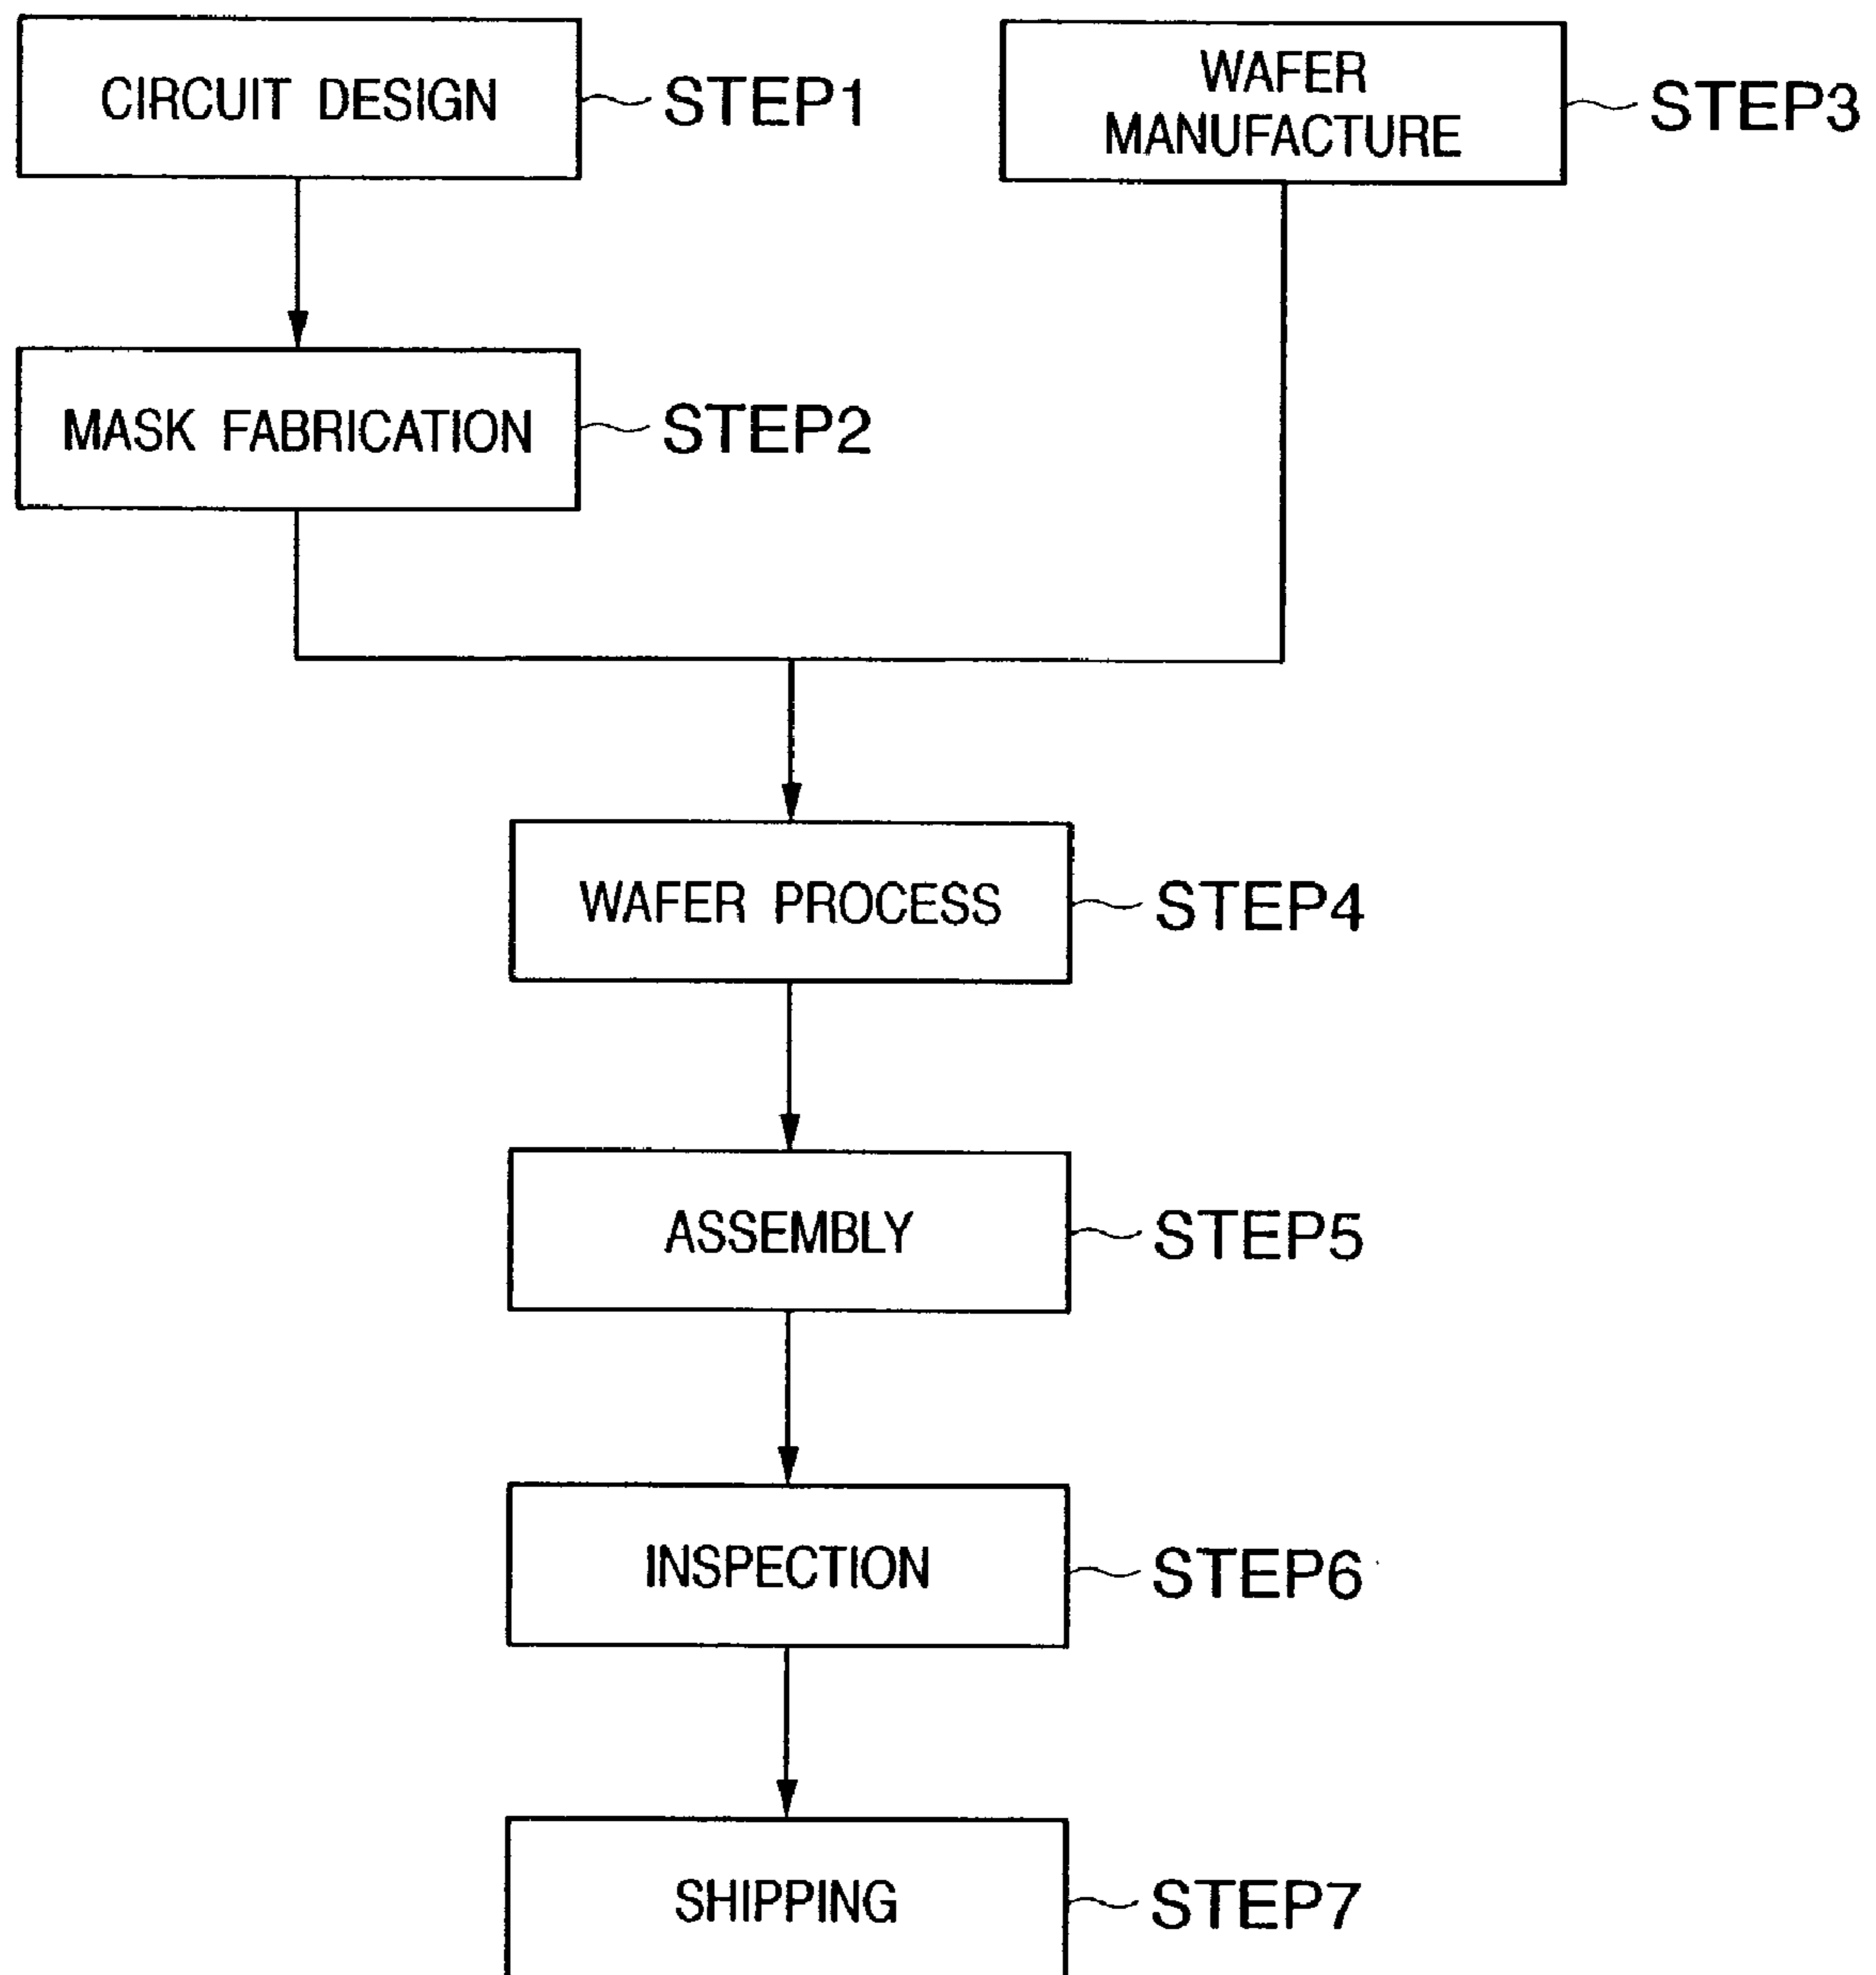 CIRCUIT DESIGN
STEP1
WAFER
MANUFACTURE
STEP3
MASK FABRICATION
STEP2
WAFER PROCESS
STEP4
ASSEMBLY
STEP5
INSPECTION
STEP6
SHIPPING
STEP7